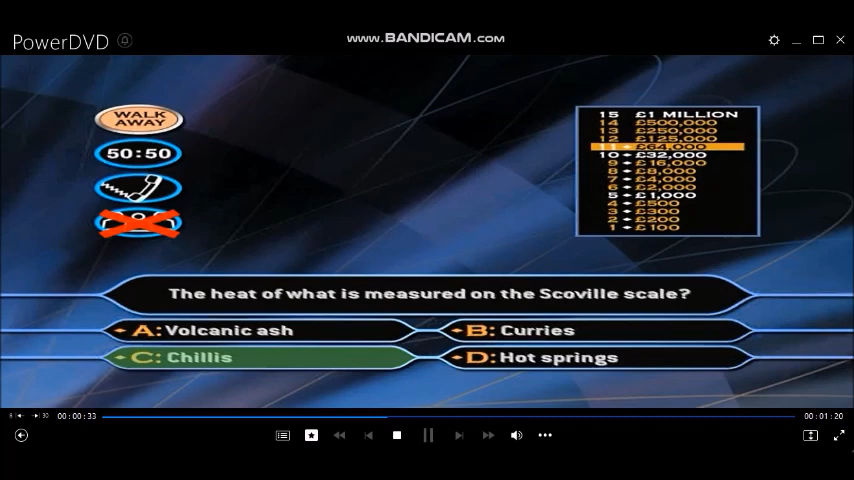 PowerDVD
www.BANDICAM.com
WALK
AWAY
50:50
15 £1 MILLION
14 £500,000
13 £250,000
12 £125,000
11 £64,000
10 £32,000
9 £16,000
8 £8,000
7 £4,000
6 £2,000
5 £1,000
4 £500
3 £300
2 £200
1 £100
The heat of what is measured on the Scoville scale?
A: Volcanic ash
B: Curries
C: Chillis
D: Hot springs
8 30 00:00:33
00:01:20